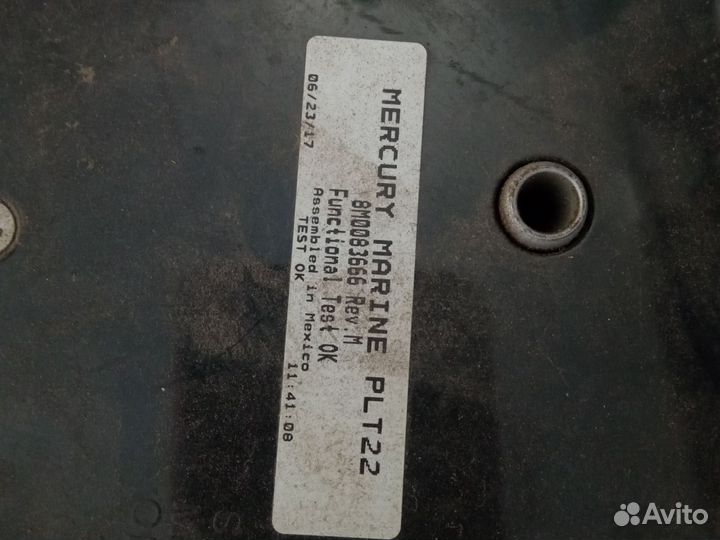 MERCURY MARINE PLT22
8M0083666 Rev.M
Functional Test OK
Assembled in Mexico
TEST OK
06/23/17
11:41:08
Avito